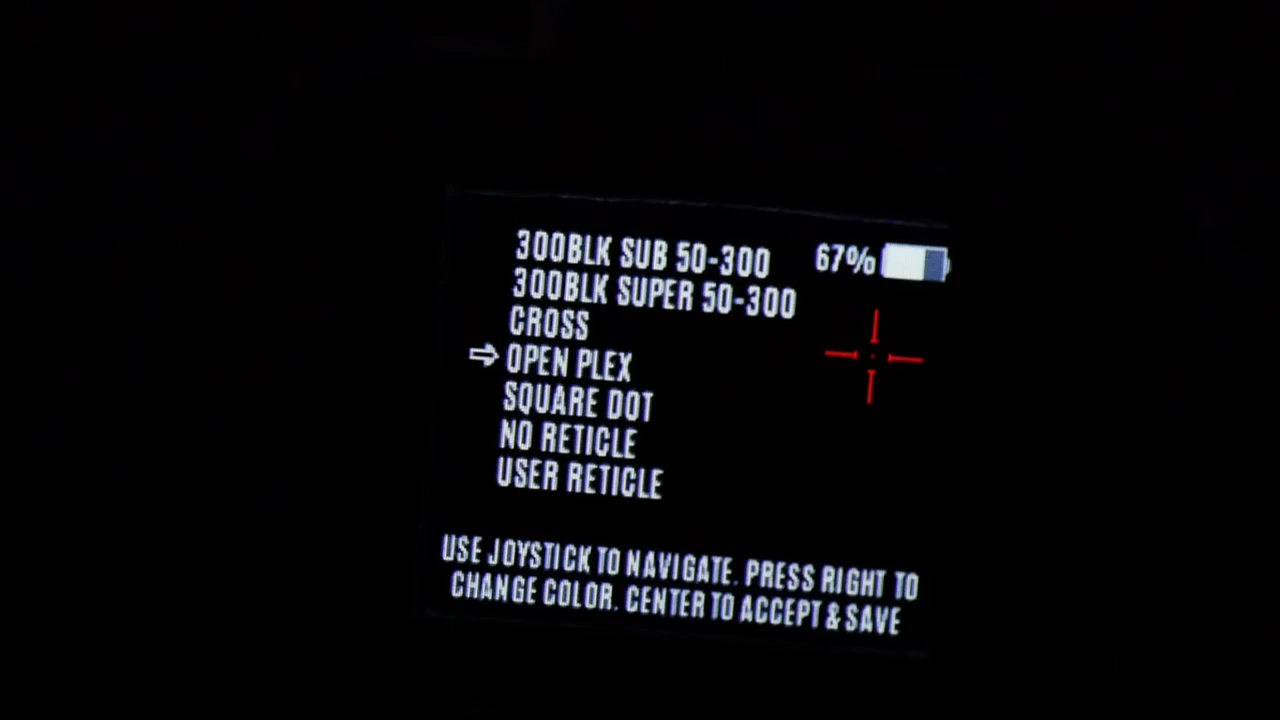 300BLK SUB 50-300
67%
300BLK SUPER 50-300
CROSS
⇨ OPEN PLEX
SQUARE DOT
NO RETICLE
USER RETICLE
USE JOYSTICK TO NAVIGATE. PRESS RIGHT TO
CHANGE COLOR. CENTER TO ACCEPT & SAVE